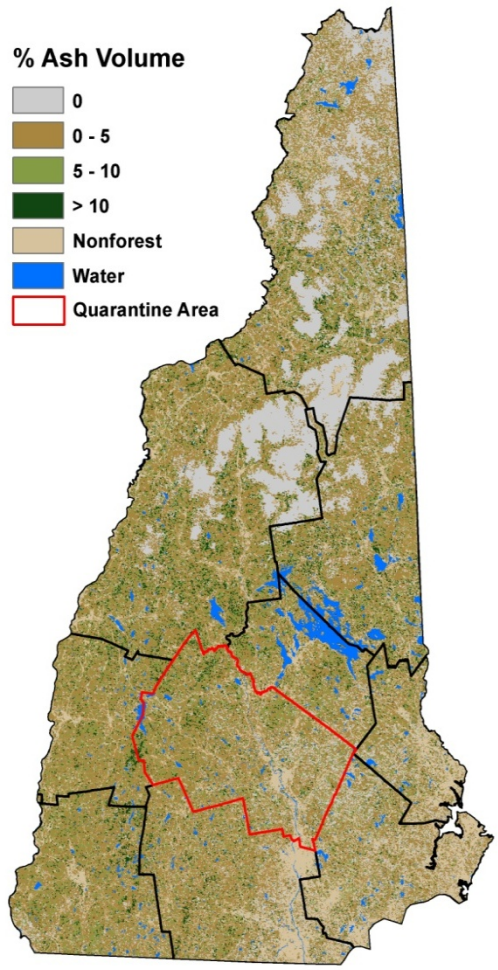 % Ash Volume
0
0 - 5
5 - 10
> 10
Nonforest
Water
Quarantine Area